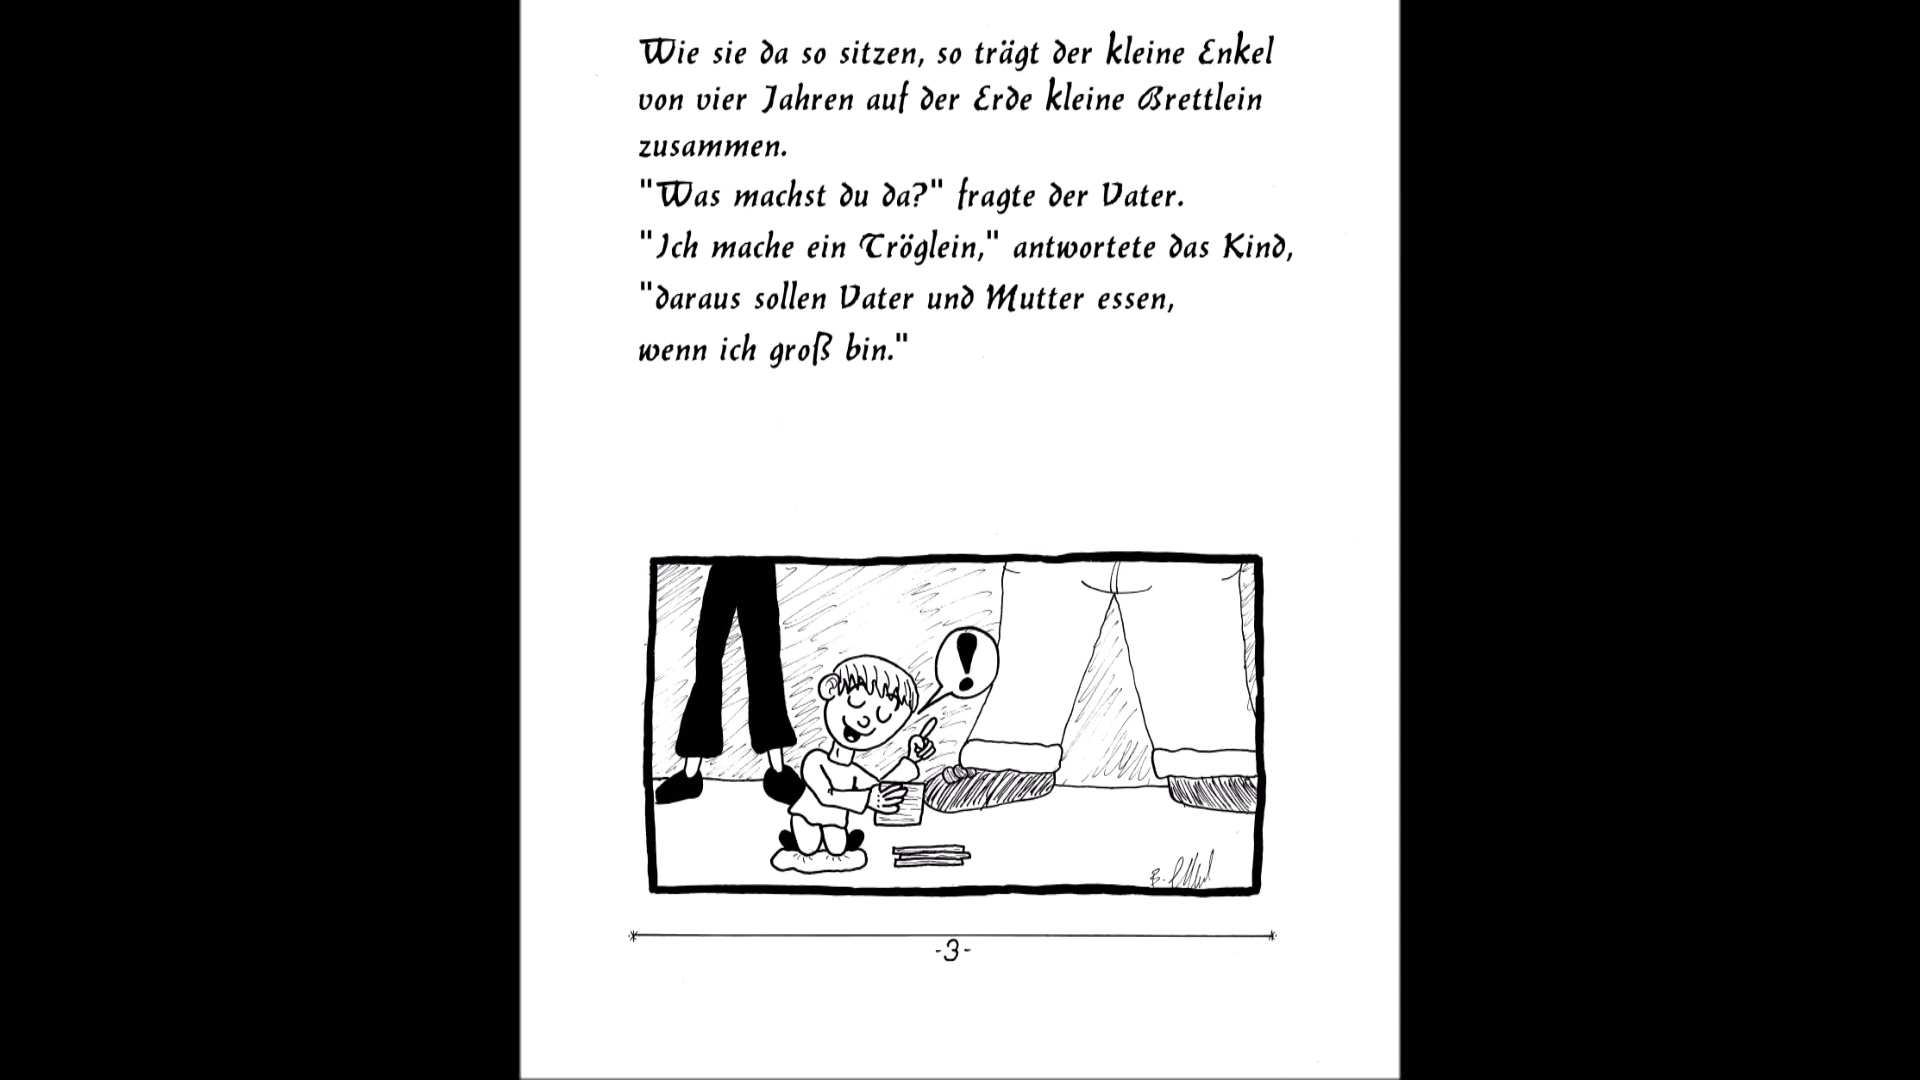 Wie sie da so sitzen, so trägt der kleine Enkel
von vier Jahren auf der Erde kleine Brettlein
zusammen.
"Was machst du da?" fragte der Vater.
"Ich mache ein Tröglein," antwortete das Kind,
"daraus sollen Vater und Mutter essen,
wenn ich groß bin."
!
-3-